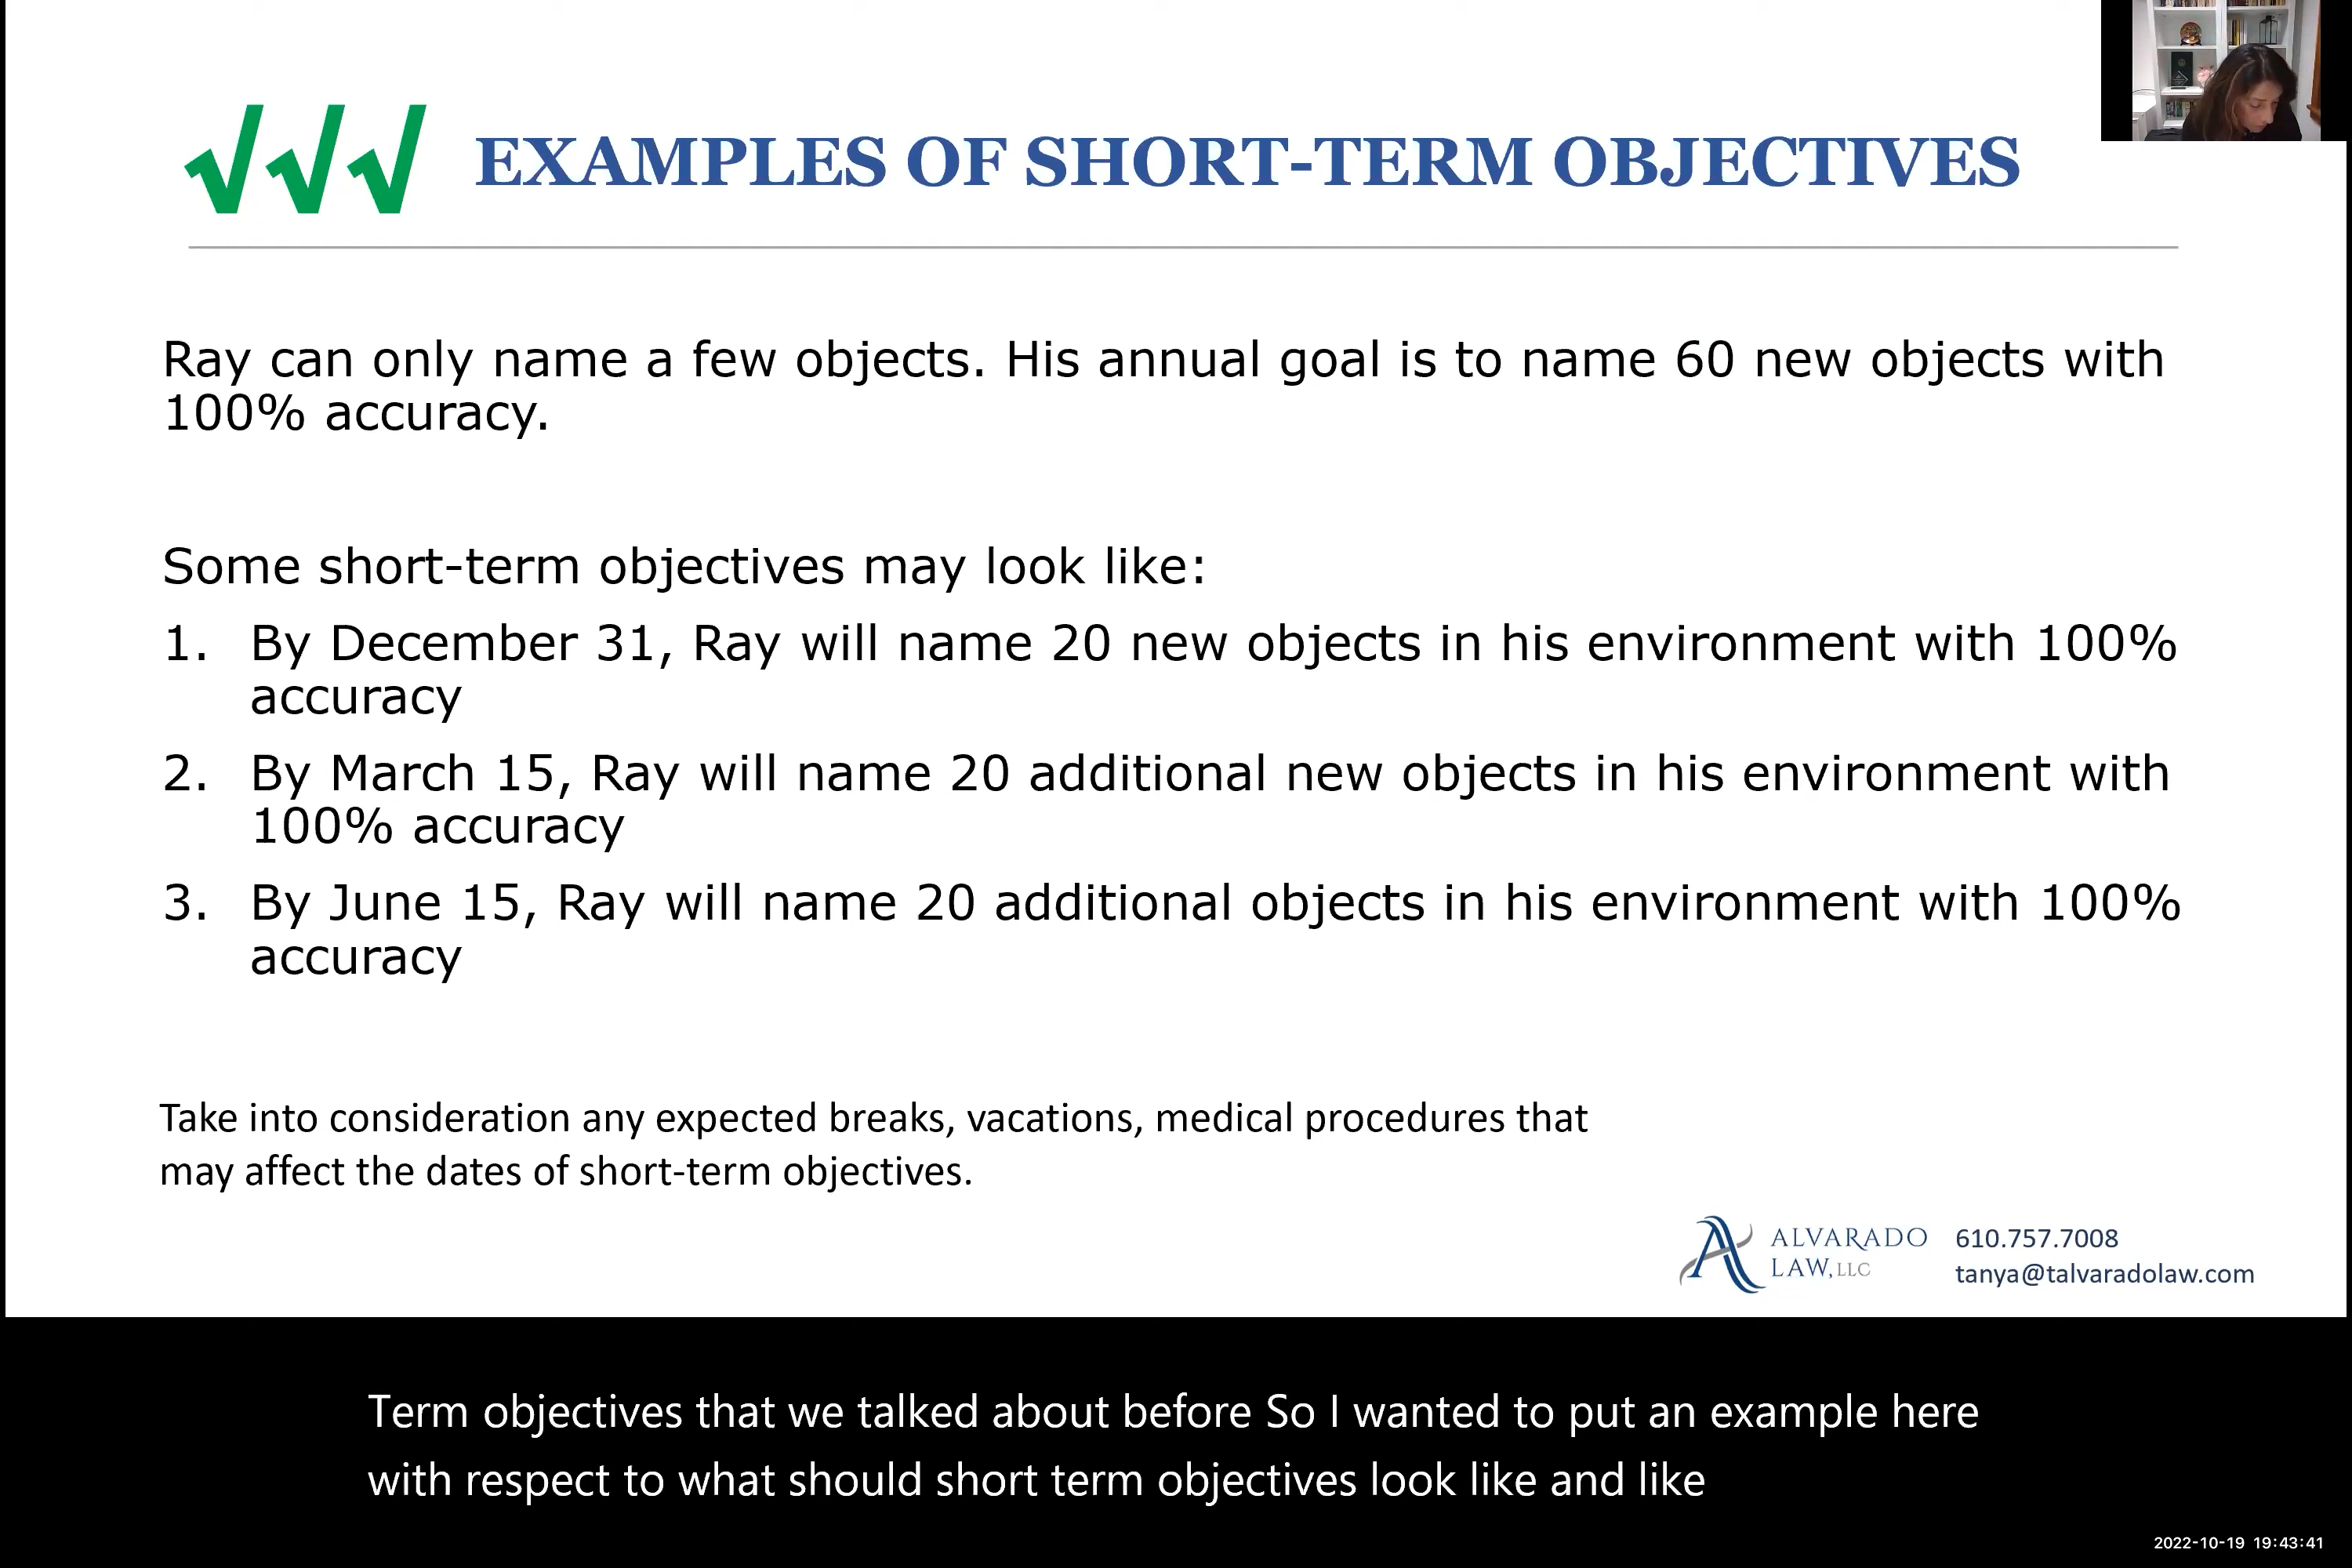 √√√ EXAMPLES OF SHORT-TERM OBJECTIVES
Ray can only name a few objects. His annual goal is to name 60 new objects with
100% accuracy.
Some short-term objectives may look like:
1. By December 31, Ray will name 20 new objects in his environment with 100%
accuracy
2. By March 15, Ray will name 20 additional new objects in his environment with
100% accuracy
3. By June 15, Ray will name 20 additional objects in his environment with 100%
accuracy
Take into consideration any expected breaks, vacations, medical procedures that
may affect the dates of short-term objectives.
ALVARADO
LAW, LLC
610.757.7008
tanya@talvaradolaw.com
Term objectives that we talked about before So I wanted to put an example here
with respect to what should short term objectives look like and like
2022-10-19 19:43:41